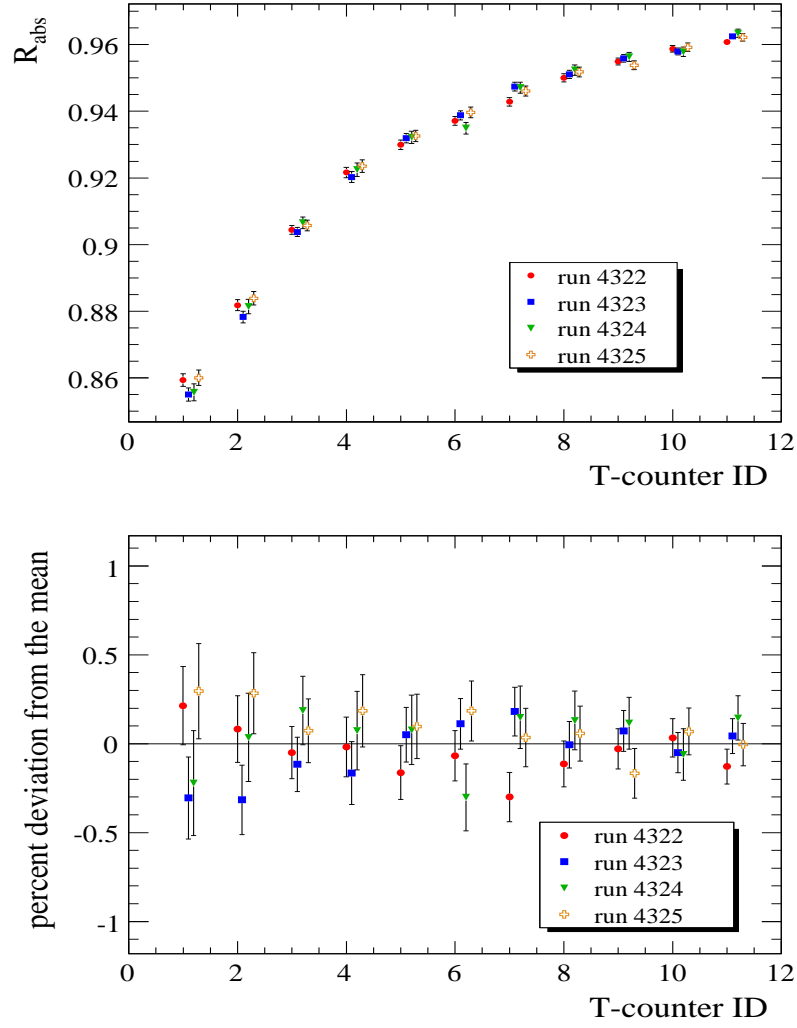 R_abs
0.96
0.94
0.92
0.9
0.88
0.86
run 4322
run 4323
run 4324
run 4325
0 2 4 6 8 10 12
T-counter ID
percent deviation from the mean
1
0.5
0
-0.5
-1
run 4322
run 4323
run 4324
run 4325
0 2 4 6 8 10 12
T-counter ID